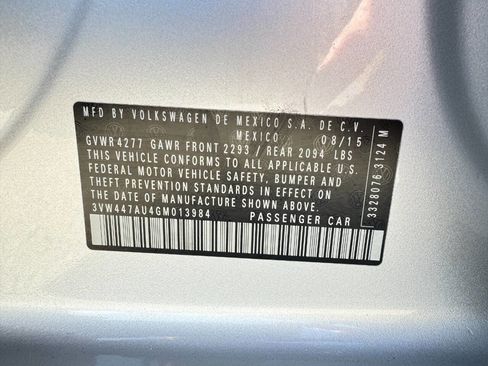 MFD BY VOLKSWAGEN DE MEXICO S.A. DE C.V.
MEXICO 08/15
GVWR 4277 GAWR FRONT 2293 / REAR 2094 LBS
THIS VEHICLE CONFORMS TO ALL APPLICABLE U.S.
FEDERAL MOTOR VEHICLE SAFETY, BUMPER AND
THEFT PREVENTION STANDARDS IN EFFECT ON
THE DATE OF MANUFACTURE SHOWN ABOVE.
3VW447AU4GM013984 PASSENGER CAR
3328076 3124 M